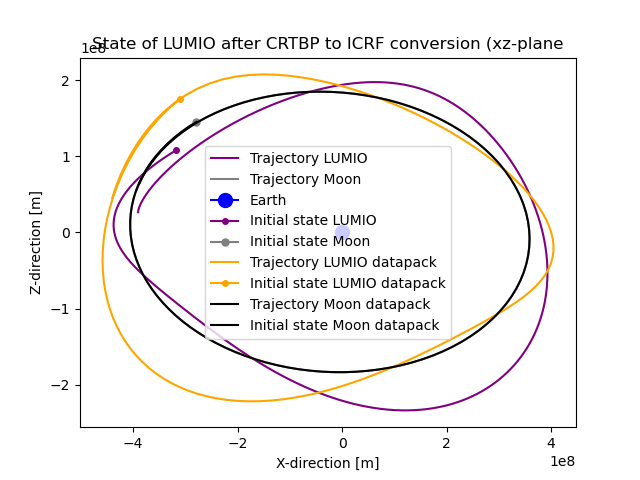 State of LUMIO after CRTBP to ICRF conversion (xz-plane
1e8
2
1
0
−1
−2
Z-direction [m]
Trajectory LUMIO
Trajectory Moon
Earth
Initial state LUMIO
Initial state Moon
Trajectory LUMIO datapack
Initial state LUMIO datapack
Trajectory Moon datapack
Initial state Moon datapack
−4 −2 0 2 4
X-direction [m]
1e8